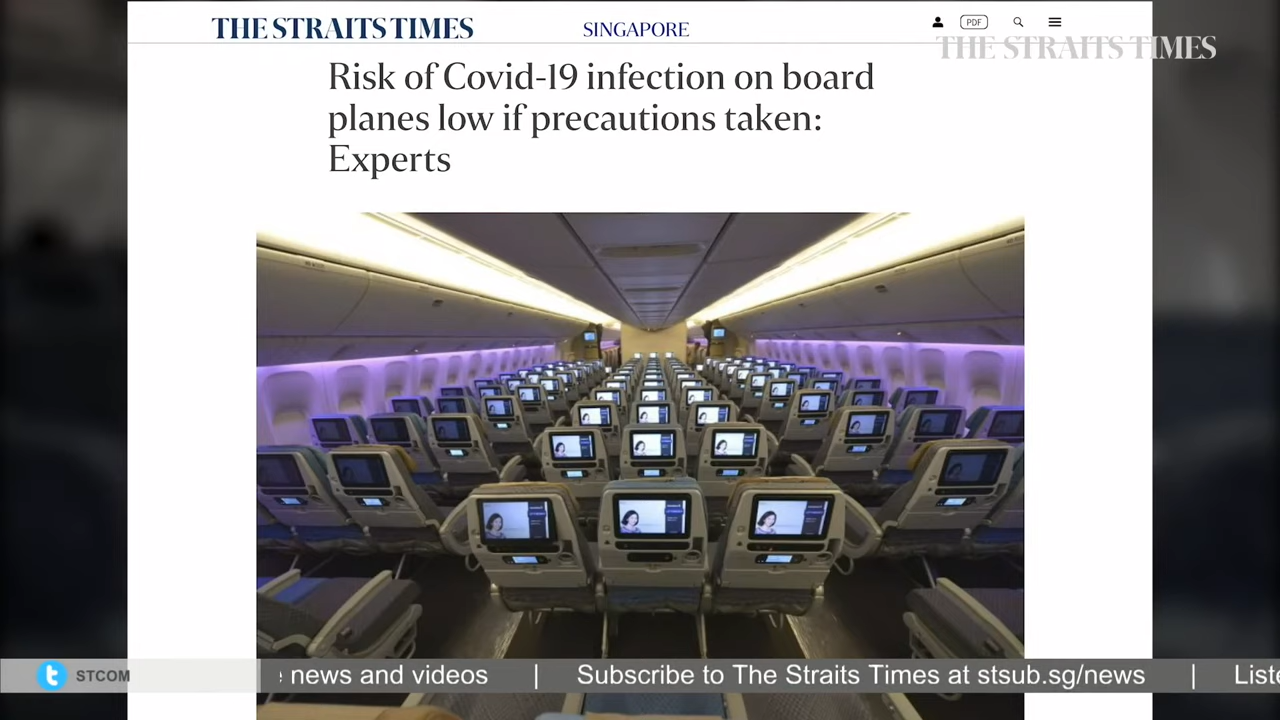 THE STRAITS TIMES
SINGAPORE
PDF
THE STRAITS TIMES
Risk of Covid-19 infection on board
planes low if precautions taken:
Experts
STCOM
news and videos | Subscribe to The Straits Times at stsub.sg/news | Liste